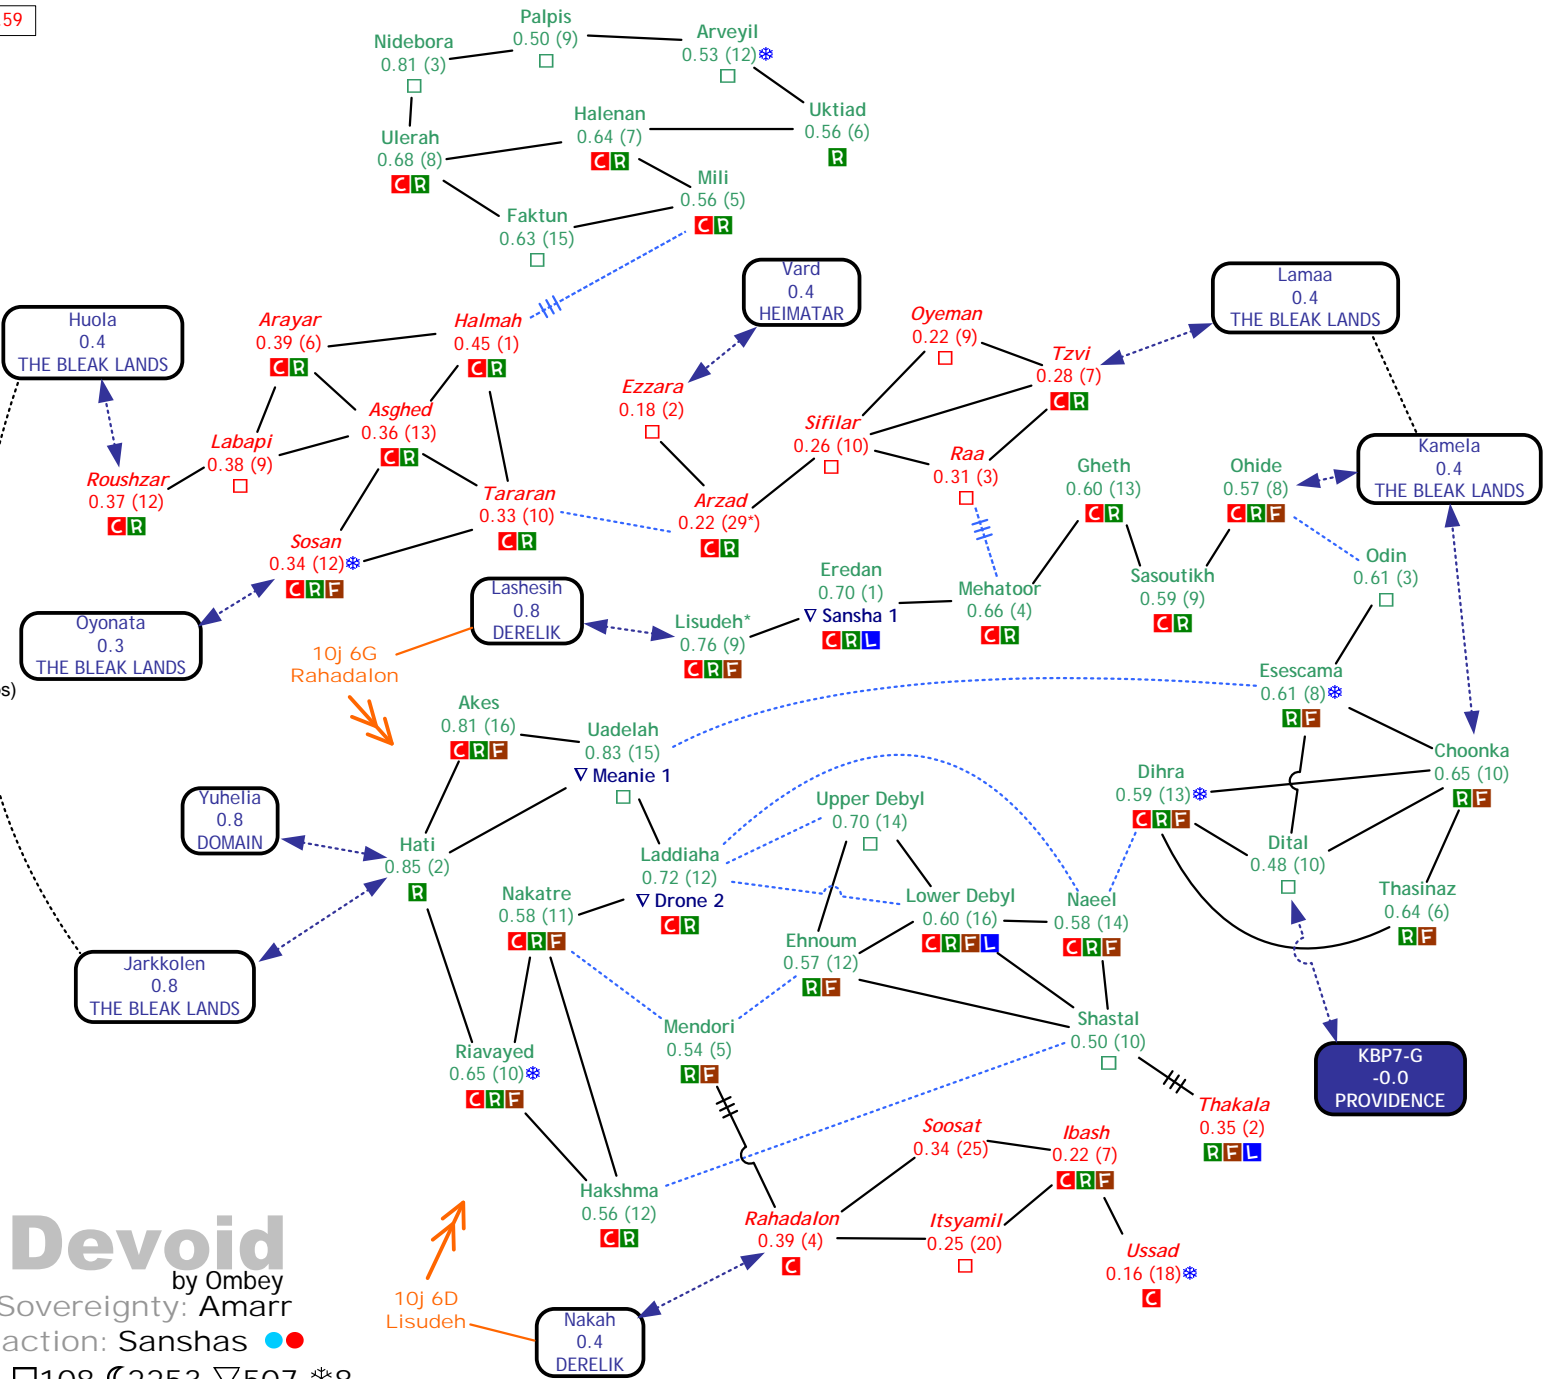 59
Palpis
0.50 (9)
Nidebora
0.81 (3)
Arveyil
0.53 (12)❄
Halenan
0.64 (7)
C R
Uktiad
0.56 (6)
R
Ulerah
0.68 (8)
C R
Mili
0.56 (5)
C R
Faktun
0.63 (15)
Vard
0.4
HEIMATAR
Lamaa
0.4
THE BLEAK LANDS
Huola
0.4
THE BLEAK LANDS
Arayar
0.39 (6)
C R
Halmah
0.45 (1)
C R
Oyeman
0.22 (9)
Tzvi
0.28 (7)
C R
Ezzara
0.18 (2)
Asghed
0.36 (13)
C R
Sifilar
0.26 (10)
Labapi
0.38 (9)
Raa
0.31 (3)
Kamela
0.4
THE BLEAK LANDS
Roushzar
0.37 (12)
C R
Gheth
0.60 (13)
C R
Ohide
0.57 (8)
C R F
Tararan
0.33 (10)
C R
Arzad
0.22 (29*)
C R
Sosan
0.34 (12)❄
C R F
Odin
0.61 (3)
Eredan
0.70 (1)
▽ Sansha 1
C R L
Mehatoor
0.66 (4)
C R
Sasoutikh
0.59 (9)
C R
Lashesih
0.8
DERELIK
Lisudeh*
0.76 (9)
C R F
Oyonata
0.3
THE BLEAK LANDS
10j 6G
Rahadalon
s)
Esescama
0.61 (8)❄
R F
Akes
0.81 (16)
C R F
Uadelah
0.83 (15)
▽ Meanie 1
Choonka
0.65 (10)
R F
Dihra
0.59 (13)❄
C R F
Yuhelia
0.8
DOMAIN
Upper Debyl
0.70 (14)
Hati
0.85 (2)
R
Dital
0.48 (10)
Laddiaha
0.72 (12)
▽ Drone 2
C R
Thasinaz
0.64 (6)
R F
Nakatre
0.58 (11)
C R F
Lower Debyl
0.60 (16)
C R F L
Naeel
0.58 (14)
C R F
Ehnoum
0.57 (12)
R F
Jarkkolen
0.8
THE BLEAK LANDS
Mendori
0.54 (5)
R F
Shastal
0.50 (10)
Riavayed
0.65 (10)❄
C R F
KBP7-G
-0.0
PROVIDENCE
Thakala
0.35 (2)
R F L
Soosat
0.34 (25)
Ibash
0.22 (7)
C R F
Hakshma
0.56 (12)
C R
Rahadalon
0.39 (4)
C
Itsyamil
0.25 (20)
Ussad
0.16 (18)❄
C
10j 6D
Lisudeh
Nakah
0.4
DERELIK
Devoid
by Ombey
Sovereignty: Amarr
action: Sanshas
□108 ☾2253 ▽507 ❄8